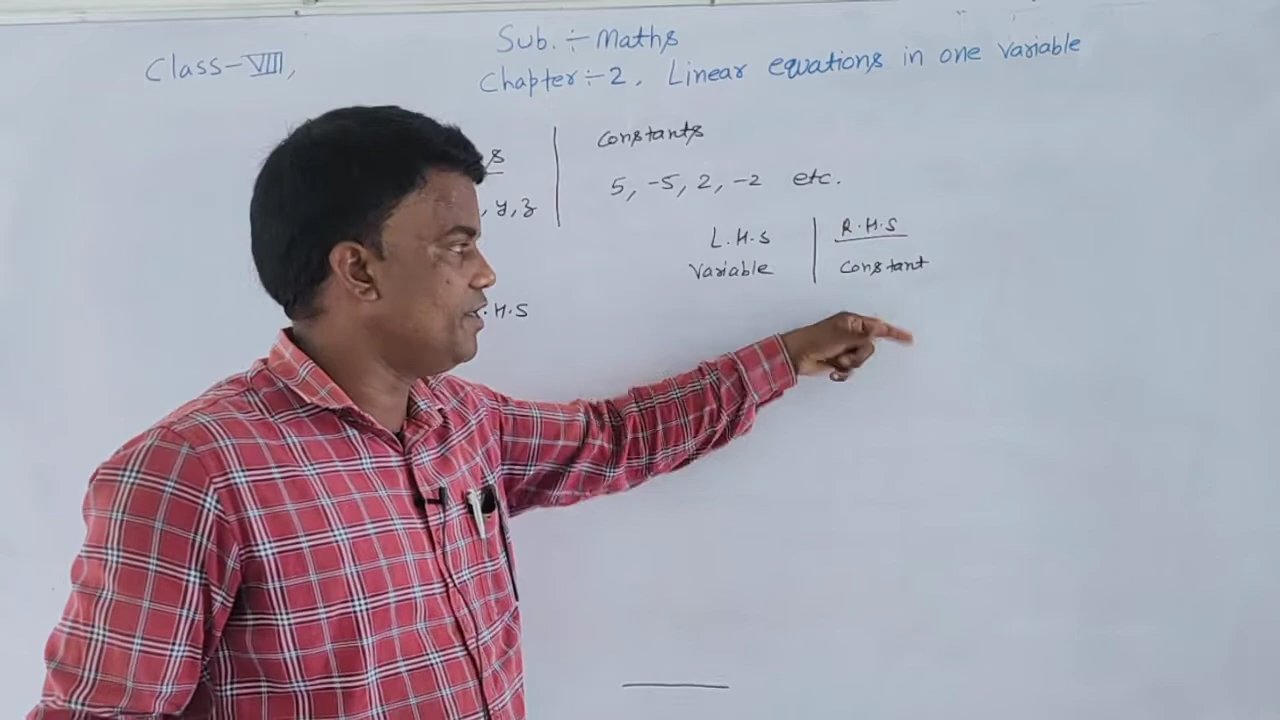 Sub. ÷ Maths
Class-VIII,
Chapter ÷ 2, Linear equations in one variable
Constants
, y, z
5, -5, 2, -2 etc.
L.H.S
R.H.S
Variable
Constant
.H.S